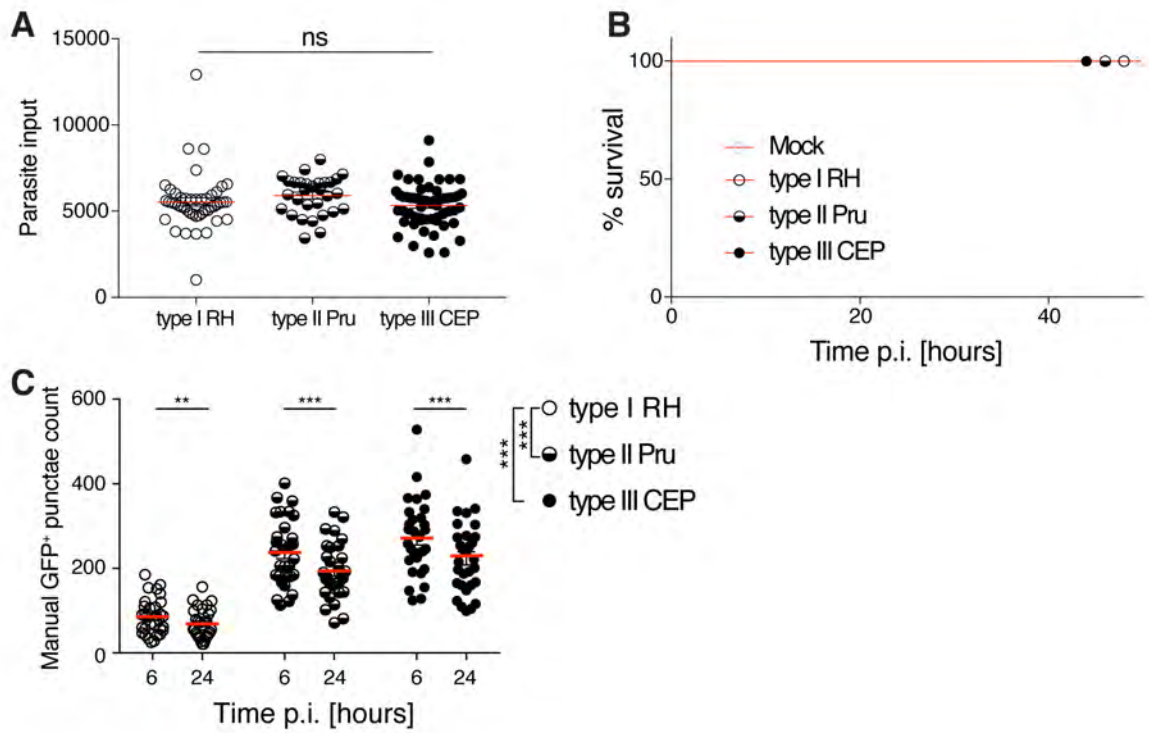 A
Parasite input
15000
10000
5000
0
ns
type I RH
type II Pru
type III CEP
B
% survival
100
50
0
Mock
type I RH
type II Pru
type III CEP
0
20
40
Time p.i. [hours]
C
Manual GFP⁺ punctae count
600
400
200
0
**
***
***
6
24
6
24
6
24
Time p.i. [hours]
***
***
type I RH
type II Pru
type III CEP